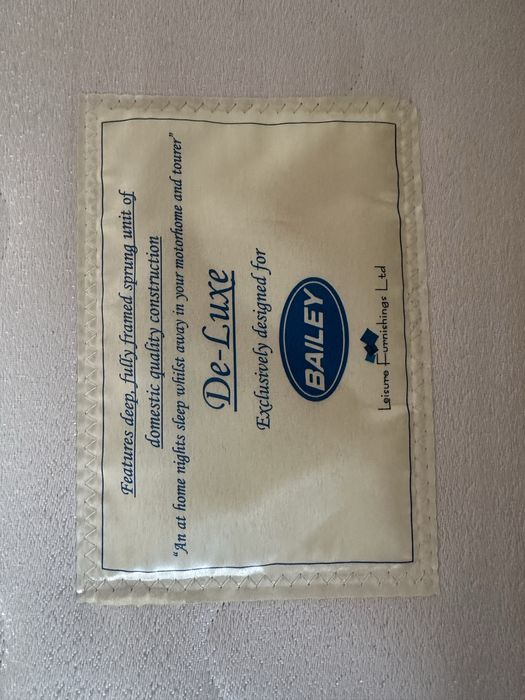 Features deep, fully framed sprung unit of
domestic quality construction
“An at home nights sleep whilst away in your motorhome and tourer”
De-Luxe
Exclusively designed for
BAILEY
Leisure Furnishings Ltd